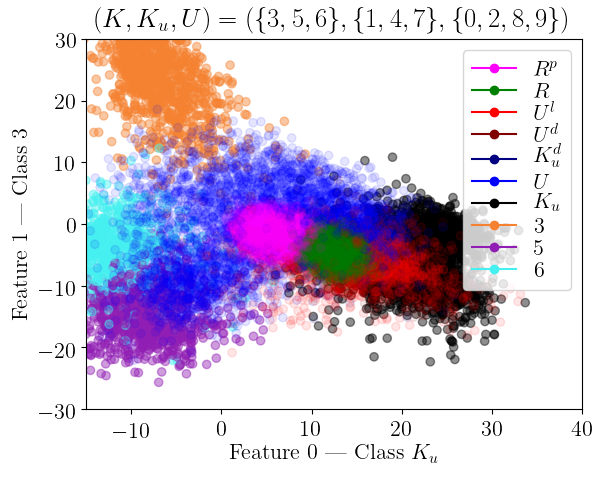 (K, K_u, U) = ({3, 5, 6}, {1, 4, 7}, {0, 2, 8, 9})
30
20
10
0
−10
−20
−30
Feature 1 — Class 3
R^p
R
U^l
U^d
K_u^d
U
K_u
3
5
6
−10
0
10
20
30
40
Feature 0 — Class K_u